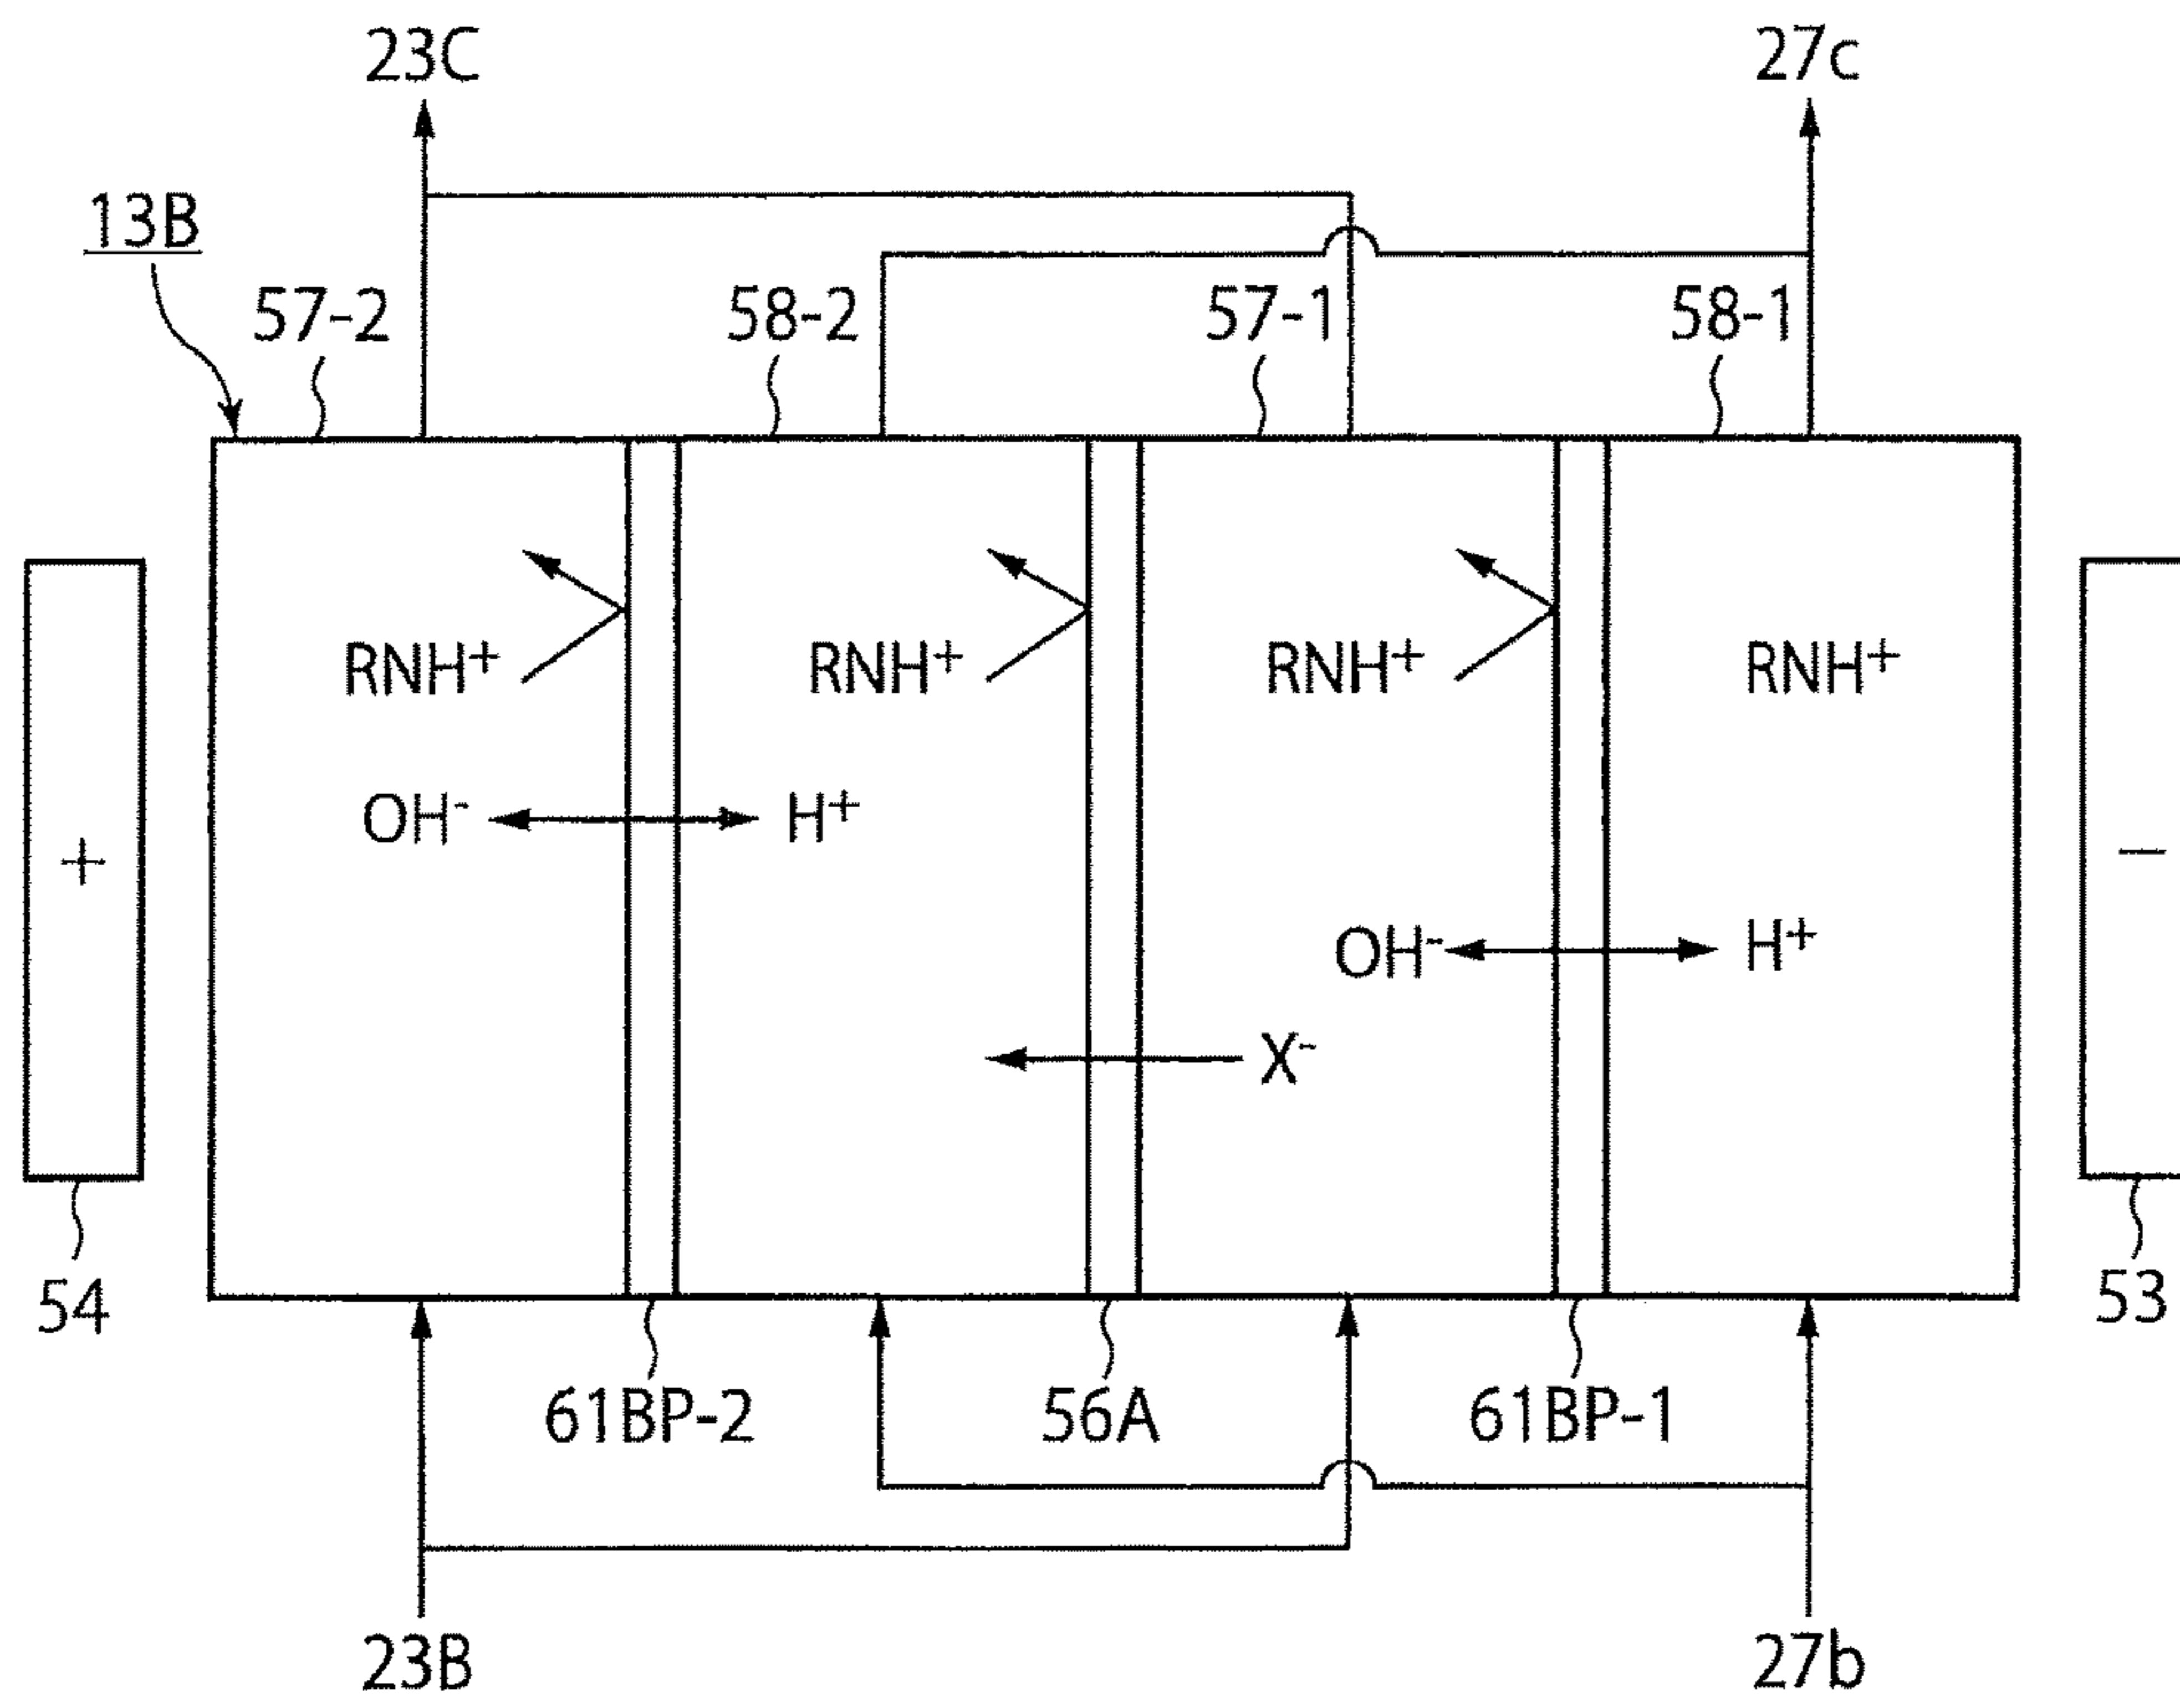 23C
27c
13B
57-2
58-2
57-1
58-1
RNH+
RNH+
RNH+
RNH+
OH-
H+
+
−
OH-
H+
X-
54
53
61BP-2
56A
61BP-1
23B
27b